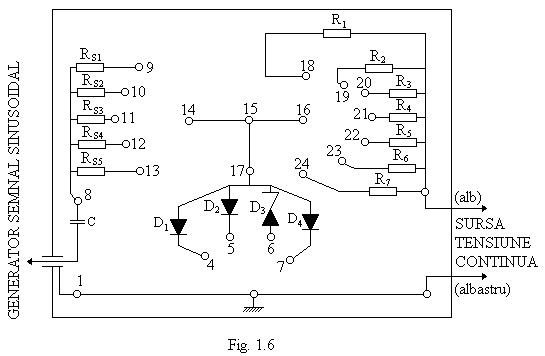 GENERATOR SEMNAL SINUSOIDAL
R1
RS1
9
18
R2
RS2
10
19
20
R3
RS3
11
14
15
16
21
R4
RS4
12
22
R5
RS5
13
17
23
R6
24
R7
8
C
D1
D2
D3
D4
5
6
4
7
1
(alb)
SURSA
TENSIUNE
CONTINUA
(albastru)
Fig. 1.6